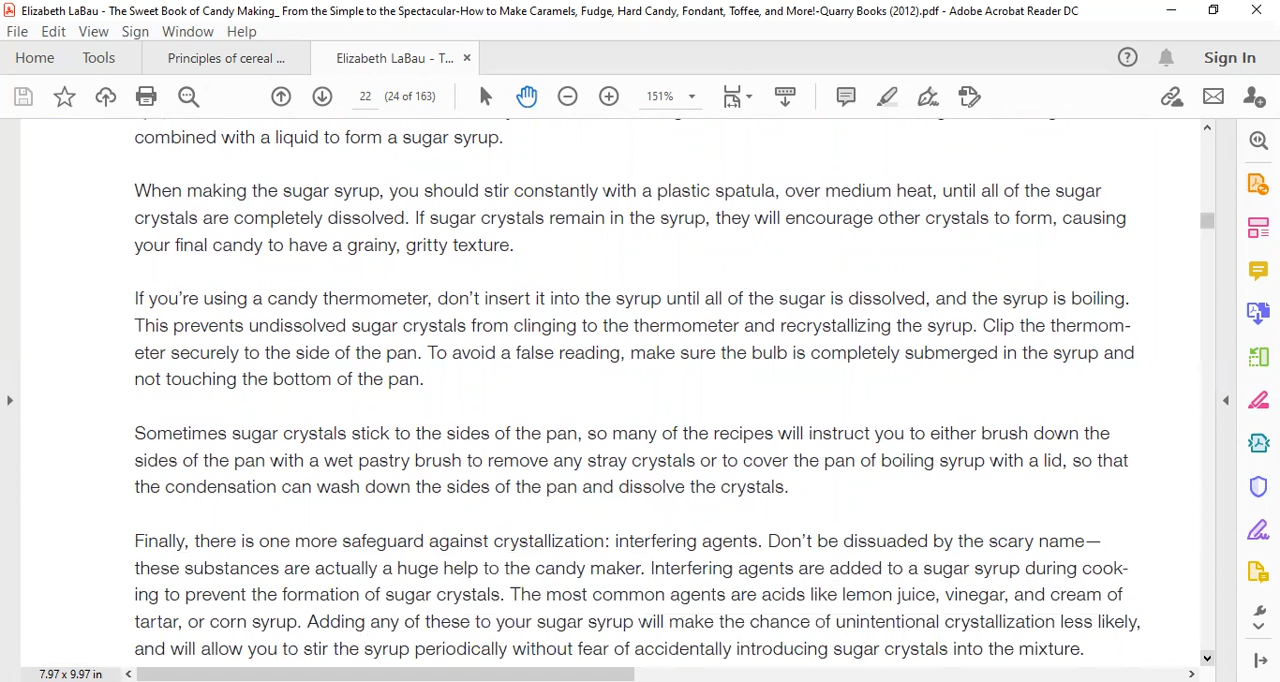 Elizabeth LaBau - The Sweet Book of Candy Making_ From the Simple to the Spectacular-How to Make Caramels, Fudge, Hard Candy, Fondant, Toffee, and More!-Quarry Books (2012).pdf - Adobe Acrobat Reader DC
File Edit View Sign Window Help
Home Tools Principles of cereal ... Elizabeth LaBau - T... × Sign In
22 (24 of 163) 151%
combined with a liquid to form a sugar syrup.
When making the sugar syrup, you should stir constantly with a plastic spatula, over medium heat, until all of the sugar
crystals are completely dissolved. If sugar crystals remain in the syrup, they will encourage other crystals to form, causing
your final candy to have a grainy, gritty texture.
If you’re using a candy thermometer, don’t insert it into the syrup until all of the sugar is dissolved, and the syrup is boiling.
This prevents undissolved sugar crystals from clinging to the thermometer and recrystallizing the syrup. Clip the thermom-
eter securely to the side of the pan. To avoid a false reading, make sure the bulb is completely submerged in the syrup and
not touching the bottom of the pan.
Sometimes sugar crystals stick to the sides of the pan, so many of the recipes will instruct you to either brush down the
sides of the pan with a wet pastry brush to remove any stray crystals or to cover the pan of boiling syrup with a lid, so that
the condensation can wash down the sides of the pan and dissolve the crystals.
Finally, there is one more safeguard against crystallization: interfering agents. Don’t be dissuaded by the scary name—
these substances are actually a huge help to the candy maker. Interfering agents are added to a sugar syrup during cook-
ing to prevent the formation of sugar crystals. The most common agents are acids like lemon juice, vinegar, and cream of
tartar, or corn syrup. Adding any of these to your sugar syrup will make the chance of unintentional crystallization less likely,
and will allow you to stir the syrup periodically without fear of accidentally introducing sugar crystals into the mixture.
7.97 x 9.97 in